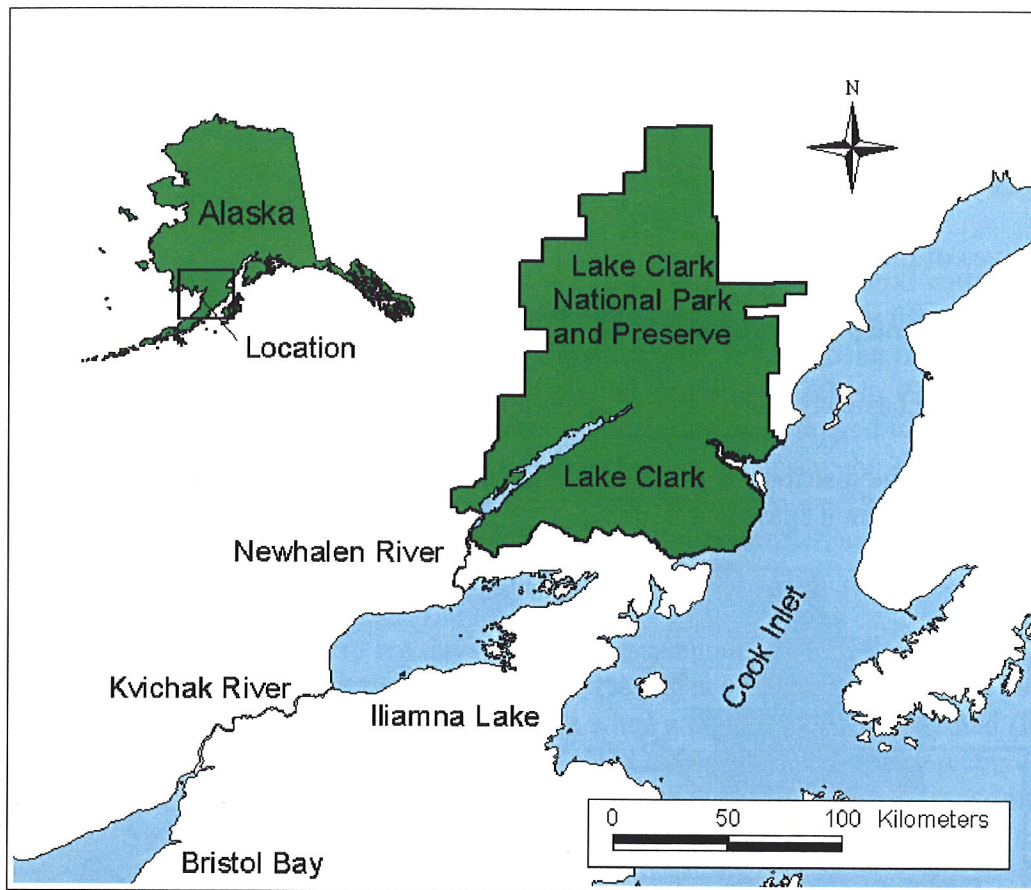 N
Alaska
Location
Lake Clark
National Park
and Preserve
Lake Clark
Newhalen River
Kvichak River
Iliamna Lake
Cook Inlet
Bristol Bay
0 50 100 Kilometers